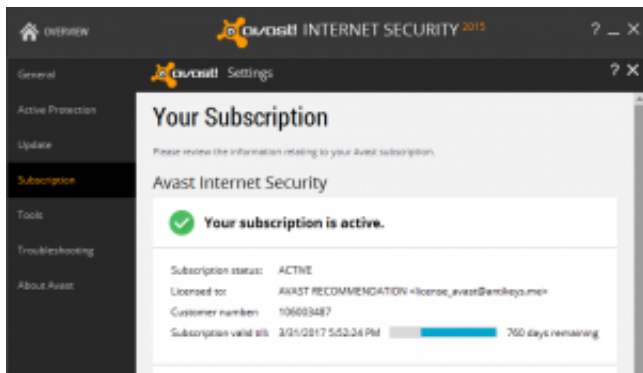 OVERVIEW
avast! INTERNET SECURITY 2015
? _ X
General
avast! Settings
? X
Active Protection
Your Subscription
Update
Please review the information relating to your Avast subscription.
Subscription
Avast Internet Security
Tools
Your subscription is active.
Troubleshooting
Subscription status: ACTIVE
About Avast
Licensed to: AVAST RECOMMENDATION <license_avast@antikeys.me>
Customer number: 106003487
Subscription valid till: 3/31/2017 5:52:24 PM 760 days remaining